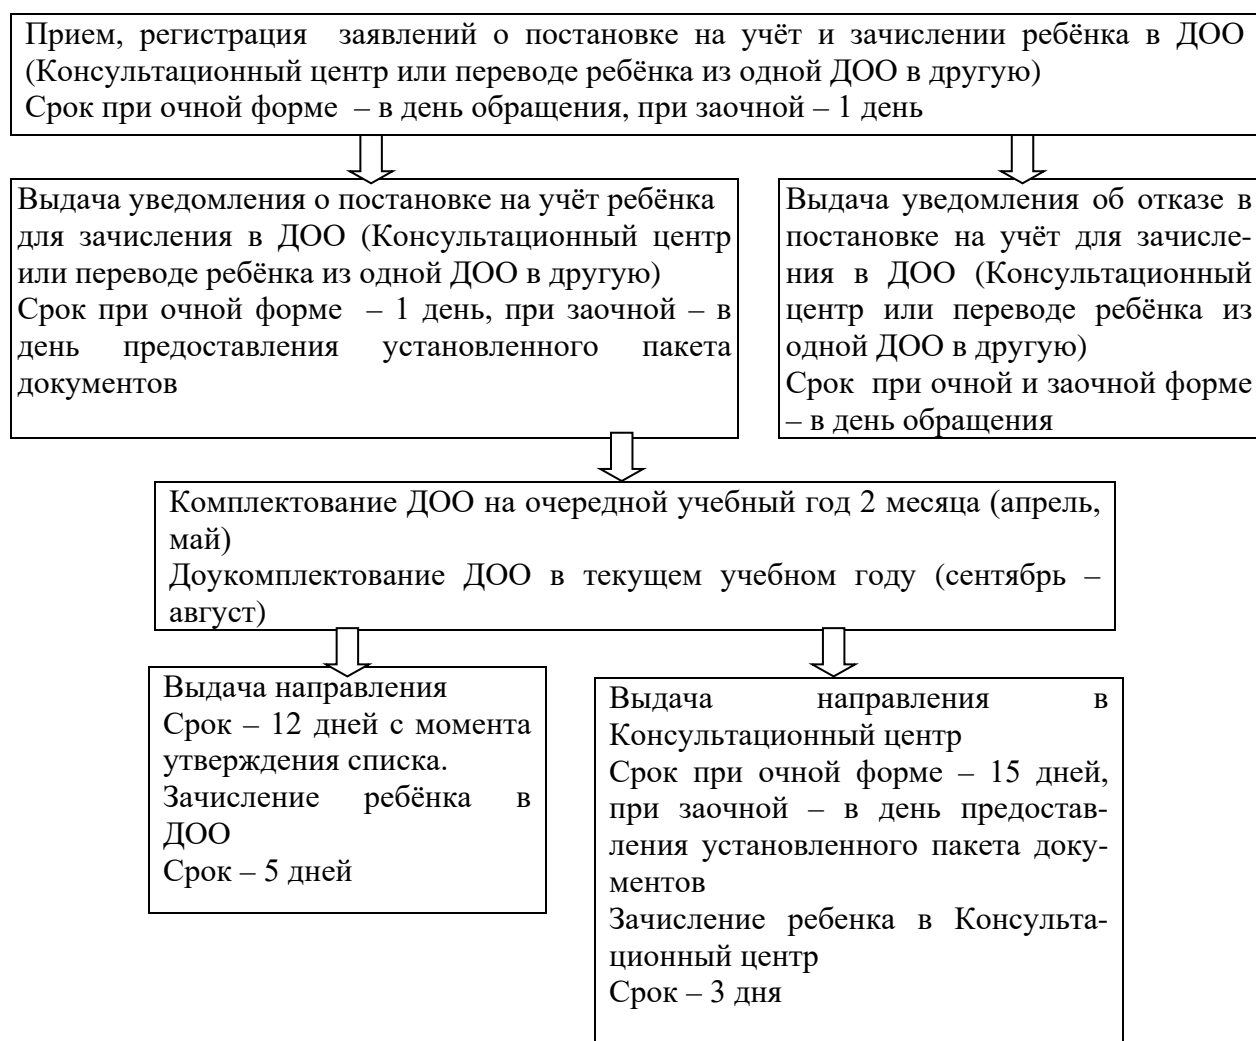 Прием, регистрация заявлений о постановке на учёт и зачислении ребёнка в ДОО
(Консультационный центр или переводе ребёнка из одной ДОО в другую)
Срок при очной форме – в день обращения, при заочной – 1 день
Выдача уведомления о постановке на учёт ребёнка
для зачисления в ДОО (Консультационный центр
или переводе ребёнка из одной ДОО в другую)
Срок при очной форме – 1 день, при заочной – в
день предоставления установленного пакета
документов
Выдача уведомления об отказе в
постановке на учёт для зачисле-
ния в ДОО (Консультационный
центр или переводе ребёнка из
одной ДОО в другую)
Срок при очной и заочной форме
– в день обращения
Комплектование ДОО на очередной учебный год 2 месяца (апрель,
май)
Доукомплектование ДОО в текущем учебном году (сентябрь –
август)
Выдача направления
Срок – 12 дней с момента
утверждения списка.
Зачисление ребёнка в
ДОО
Срок – 5 дней
Выдача направления в
Консультационный центр
Срок при очной форме – 15 дней,
при заочной – в день предостав-
ления установленного пакета доку-
ментов
Зачисление ребенка в Консульта-
ционный центр
Срок – 3 дня